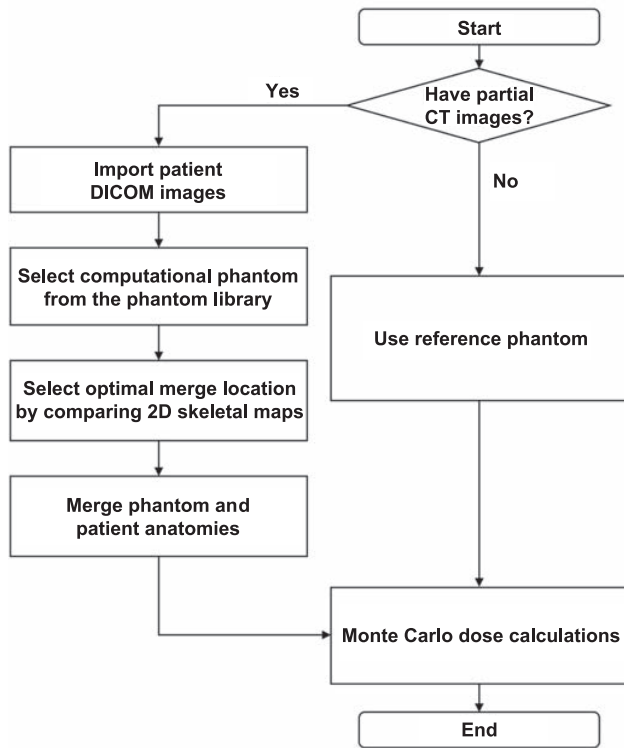 Start
Have partial
CT images?
Yes
No
Import patient
DICOM images
Select computational phantom
from the phantom library
Select optimal merge location
by comparing 2D skeletal maps
Merge phantom and
patient anatomies
Use reference phantom
Monte Carlo dose calculations
End